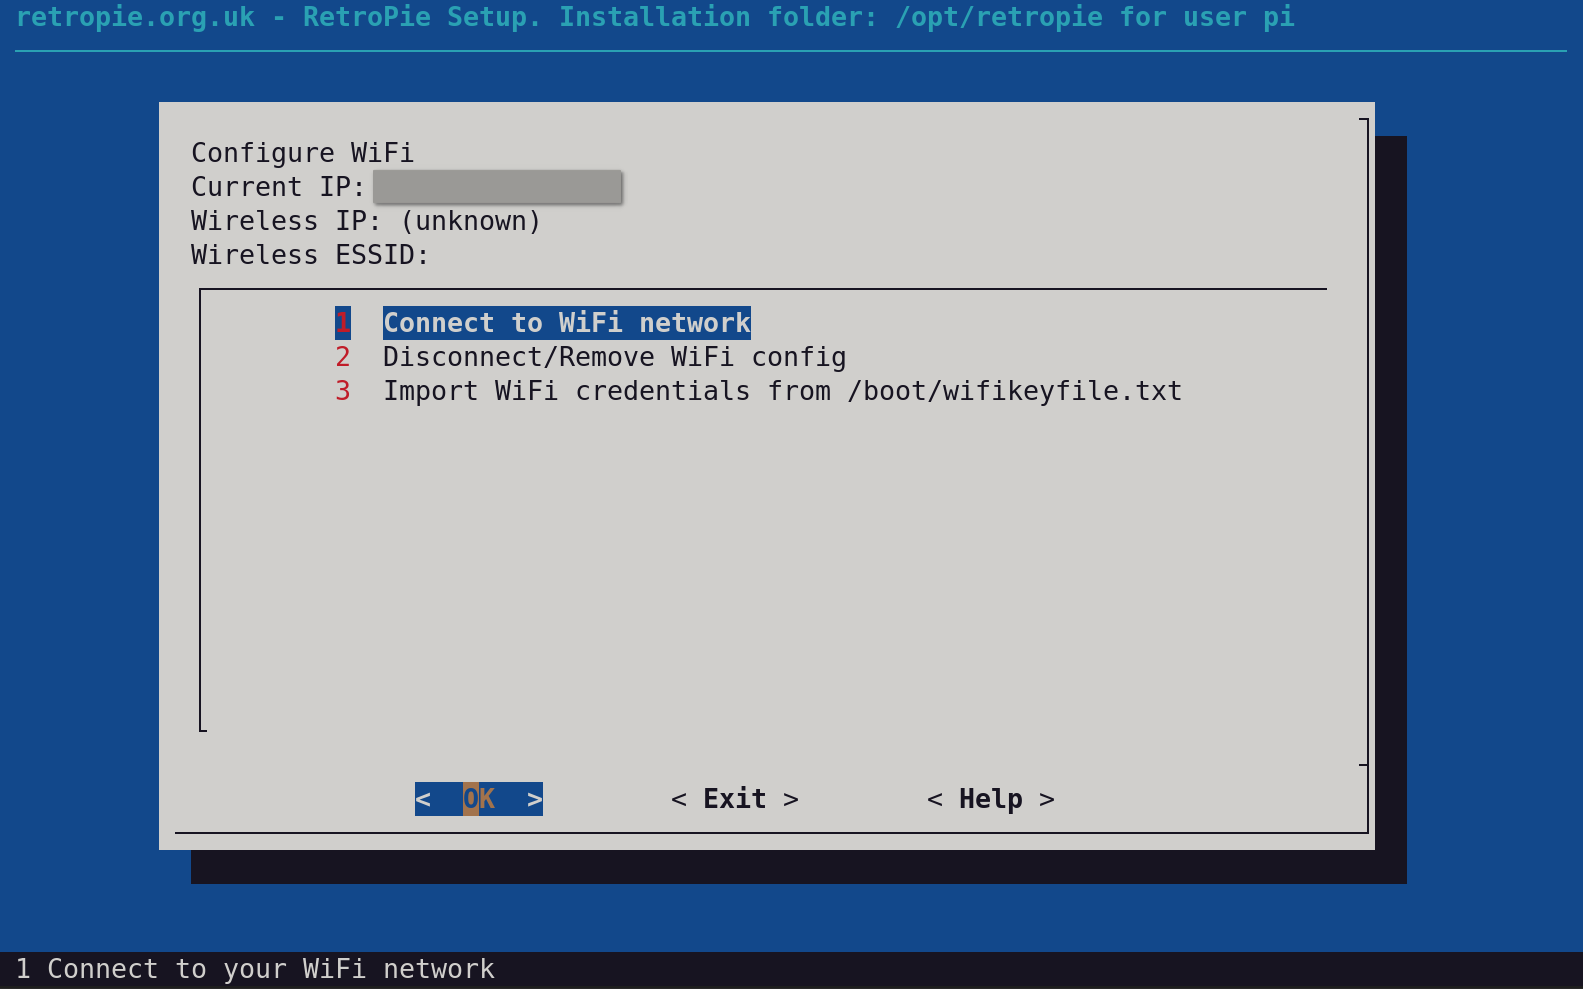 retropie.org.uk - RetroPie Setup. Installation folder: /opt/retropie for user pi
Configure WiFi
Current IP:
Wireless IP: (unknown)
Wireless ESSID:
1 Connect to WiFi network
2 Disconnect/Remove WiFi config
3 Import WiFi credentials from /boot/wifikeyfile.txt
< OK > < Exit > < Help >
1 Connect to your WiFi network